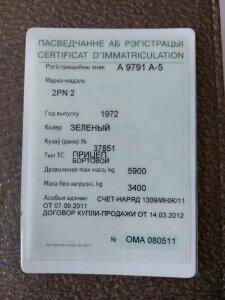 ПАСВЕДЧАННЕ АБ РЭГІСТРАЦЫІ
CERTIFICAT D'IMMATRICULATION
Рэгістрацыйны знак A 9791 A-5
Марка-мадэль
2PN 2
Год выпуску 1972
Колер ЗЕЛЕНЫЙ
Кузаў (рама) № 37851
Тып ТС ПРИЦЕП
БОРТОВОЙ
Дазволеная max маса, kg 5900
Маса без нагрузкі, kg 3400
Асобыя адзнакі СЧЕТ-НАРЯД 1309/ИНЖ/11
ОТ 07.09.2011
ДОГОВОР КУПЛИ-ПРОДАЖИ ОТ 14.03.2012
№ OMA 080511